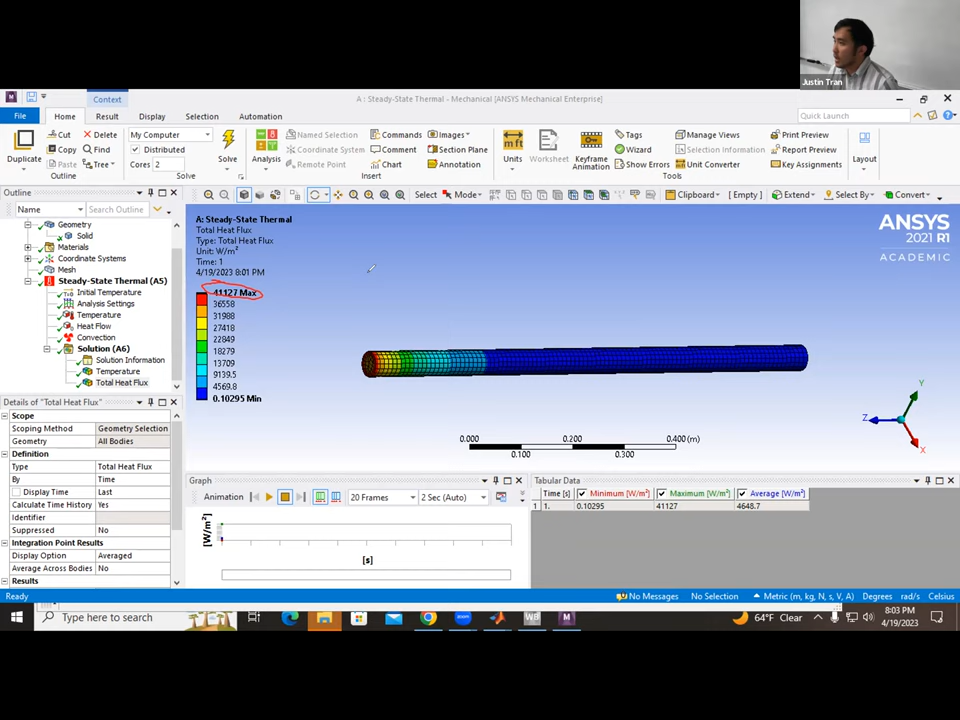 Justin Tran
A : Steady-State Thermal - Mechanical [ANSYS Mechanical Enterprise]
Context
File Home Result Display Selection Automation
Quick Launch
Duplicate
Cut Delete
Copy Find
Paste Tree
Outline
My Computer
Distributed
Cores 2
Solve
Solve
Analysis
Named Selection Commands Images
Coordinate System Comment Section Plane
Remote Point Chart Annotation
Insert
Units Worksheet Keyframe Animation
Tags Manage Views Print Preview
Wizard Selection Information Report Preview
Show Errors Unit Converter Key Assignments
Tools
Layout
Select Mode Clipboard [ Empty ] Extend Select By Convert
Outline
Name Search Outline
Geometry
Solid
Materials
Coordinate Systems
Mesh
Steady-State Thermal (A5)
Initial Temperature
Analysis Settings
Temperature
Heat Flow
Convection
Solution (A6)
Solution Information
Temperature
Total Heat Flux
A: Steady-State Thermal
Total Heat Flux
Type: Total Heat Flux
Unit: W/m²
Time: 1
4/19/2023 8:01 PM
41127 Max
36558
31988
27418
22849
18279
13709
9139.5
4569.8
0.10295 Min
ANSYS
2021 R1
ACADEMIC
Y
Z
X
0.000 0.200 0.400 (m)
0.100 0.300
Details of "Total Heat Flux"
Scope
Scoping Method Geometry Selection
Geometry All Bodies
Definition
Type Total Heat Flux
By Time
Display Time Last
Calculate Time History Yes
Identifier
Suppressed No
Integration Point Results
Display Option Averaged
Average Across Bodies No
Results
Graph
Animation 20 Frames 2 Sec (Auto)
[W/m²]
[s]
Tabular Data
Time [s] Minimum [W/m²] Maximum [W/m²] Average [W/m²]
1 1. 0.10295 41127 4648.7
Ready No Messages No Selection Metric (m, kg, N, s, V, A) Degrees rad/s Celsius
Type here to search
WB
M
64°F Clear
8:03 PM
4/19/2023